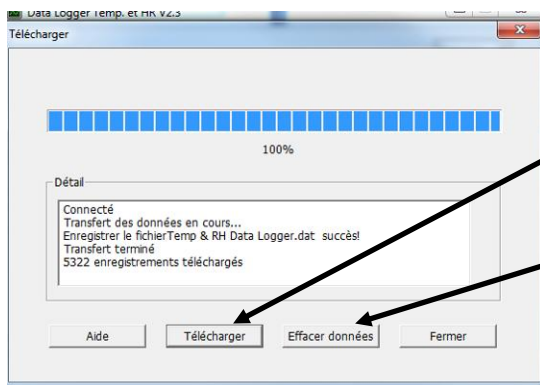 Data Logger Temp. et HR V2.3
Télécharger
100%
Détail
Connecté
Transfert des données en cours...
Enregistrer le fichierTemp & RH Data Logger.dat succès!
Transfert terminé
5322 enregistrements téléchargés
Aide Télécharger Effacer données Fermer